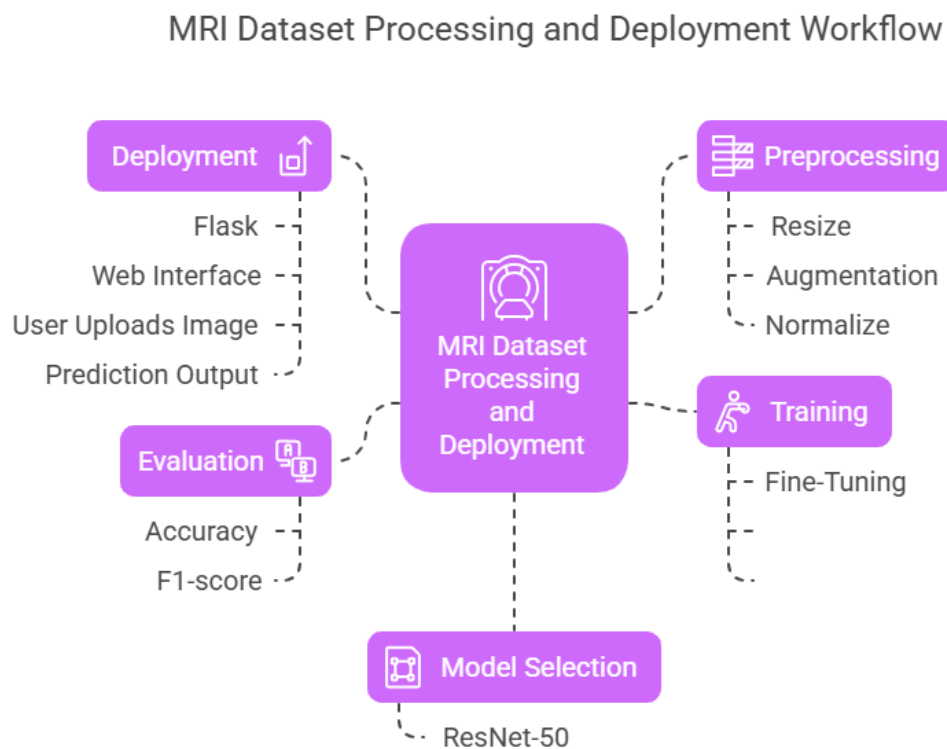 MRI Dataset Processing and Deployment Workflow
Deployment
Flask
Web Interface
User Uploads Image
Prediction Output
Evaluation
A
B
Accuracy
F1-score
MRI Dataset
Processing
and
Deployment
Preprocessing
Resize
Augmentation
Normalize
Training
Fine-Tuning
Model Selection
ResNet-50